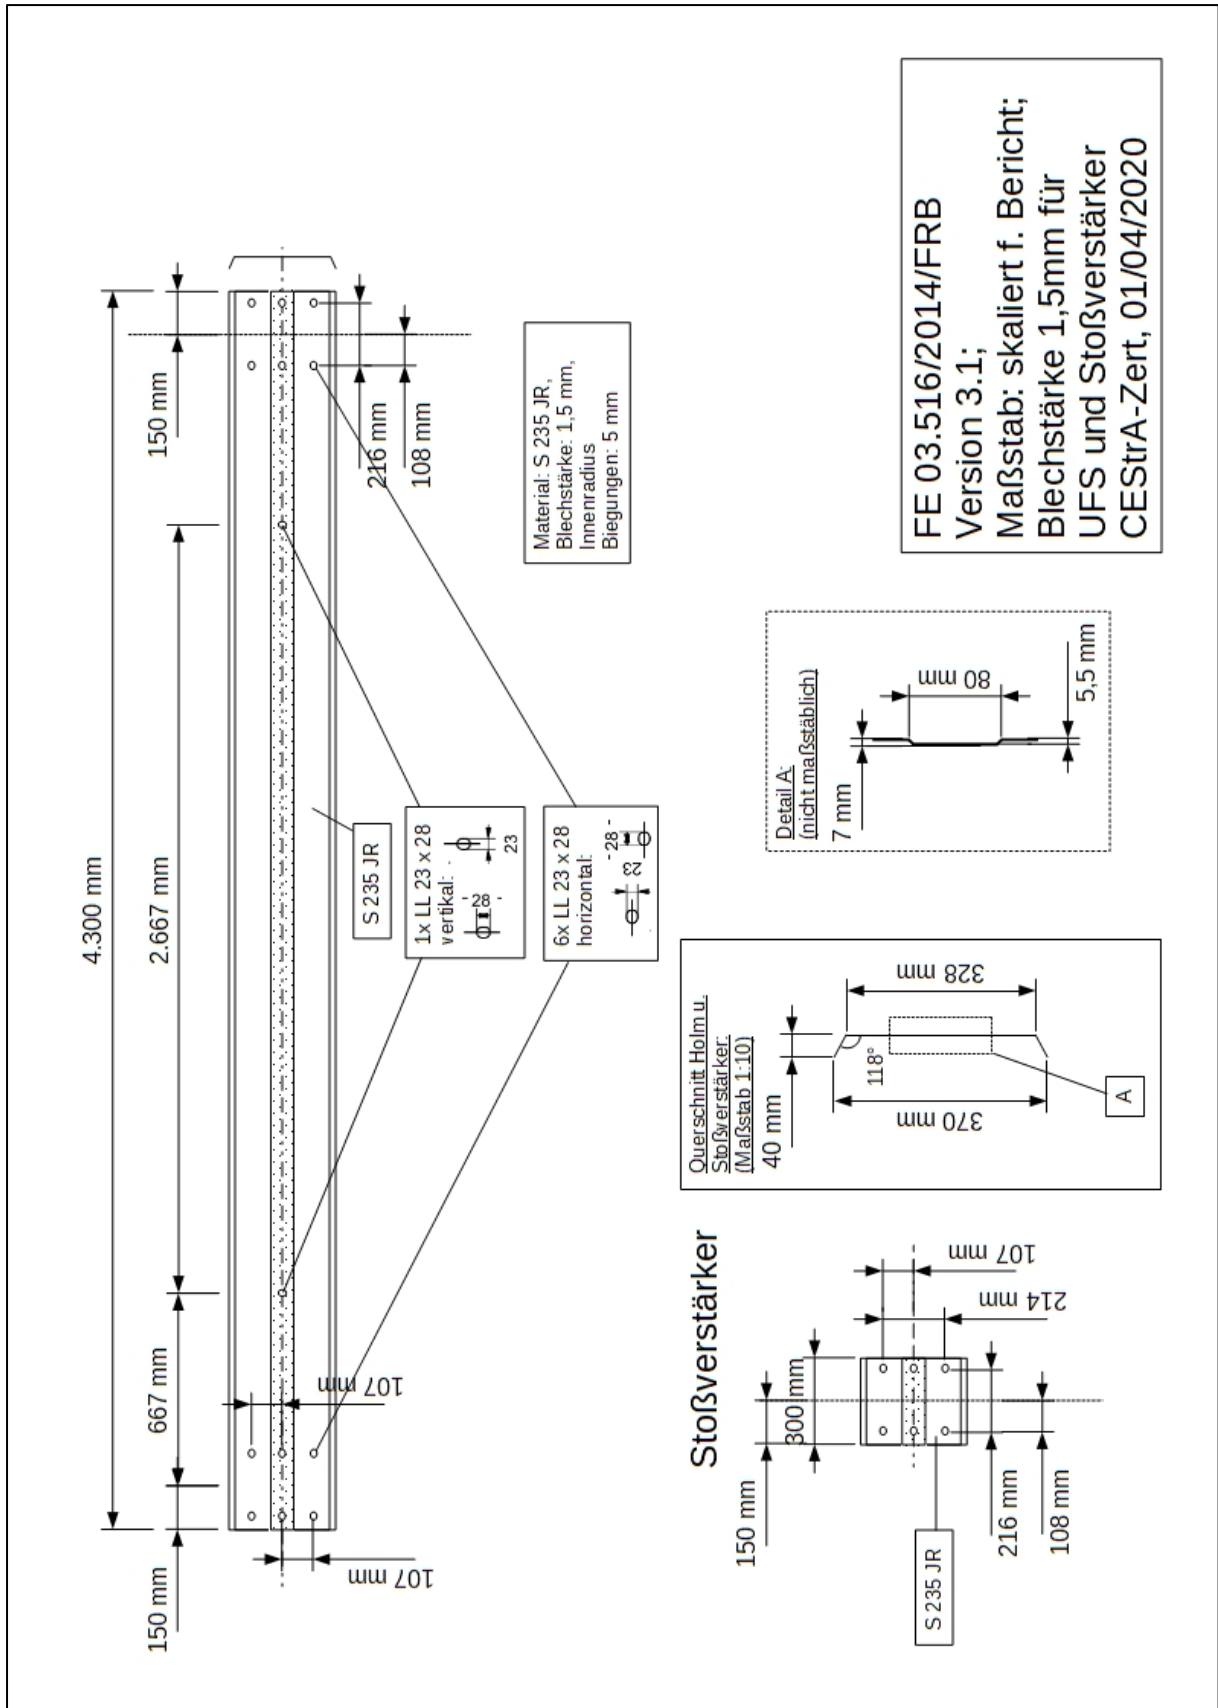 4.300 mm
150 mm
667 mm
2.667 mm
150 mm
107 mm
107 mm
216 mm
108 mm
S 235 JR
1x LL 23 x 28
vertikal:
- 28 -
23
6x LL 23 x 28
horizontal:
23
- 28 -
Material: S 235 JR,
Blechstärke: 1,5 mm,
Innenradius
Biegungen: 5 mm
Stoßverstärker
150 mm
300 mm
107 mm
214 mm
216 mm
108 mm
S 235 JR
Querschnitt Holm u.
Stoßverstärker:
(Maßstab 1:10)
40 mm
118°
328 mm
370 mm
A
Detail A:
(nicht maßstäblich)
7 mm
80 mm
5,5 mm
FE 03.516/2014/FRB
Version 3.1;
Maßstab: skaliert f. Bericht;
Blechstärke 1,5mm für
UFS und Stoßverstärker
CEStrA-Zert, 01/04/2020